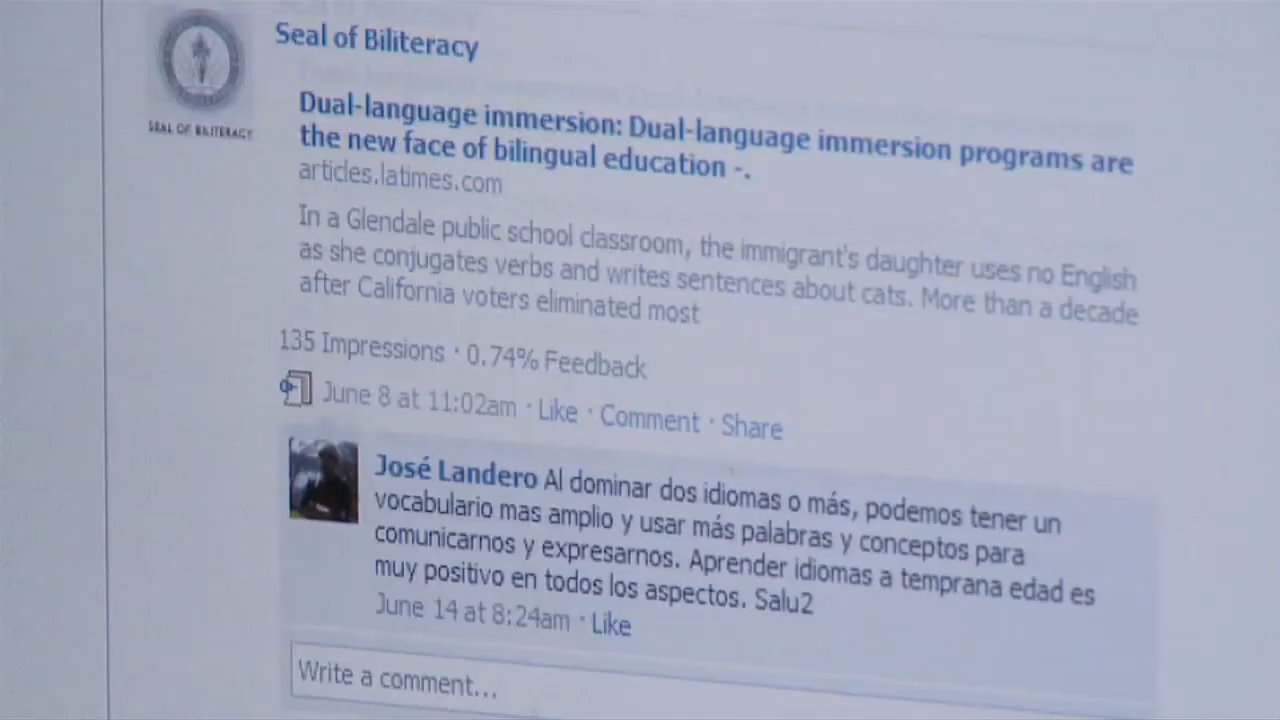 Seal of Biliteracy
SEAL OF BILITERACY
Dual-language immersion: Dual-language immersion programs are
the new face of bilingual education -.
articles.latimes.com
In a Glendale public school classroom, the immigrant's daughter uses no English
as she conjugates verbs and writes sentences about cats. More than a decade
after California voters eliminated most
135 Impressions · 0.74% Feedback
June 8 at 11:02am · Like · Comment · Share
José Landero Al dominar dos idiomas o más, podemos tener un
vocabulario mas amplio y usar más palabras y conceptos para
comunicarnos y expresarnos. Aprender idiomas a temprana edad es
muy positivo en todos los aspectos. Salu2
June 14 at 8:24am · Like
Write a comment...